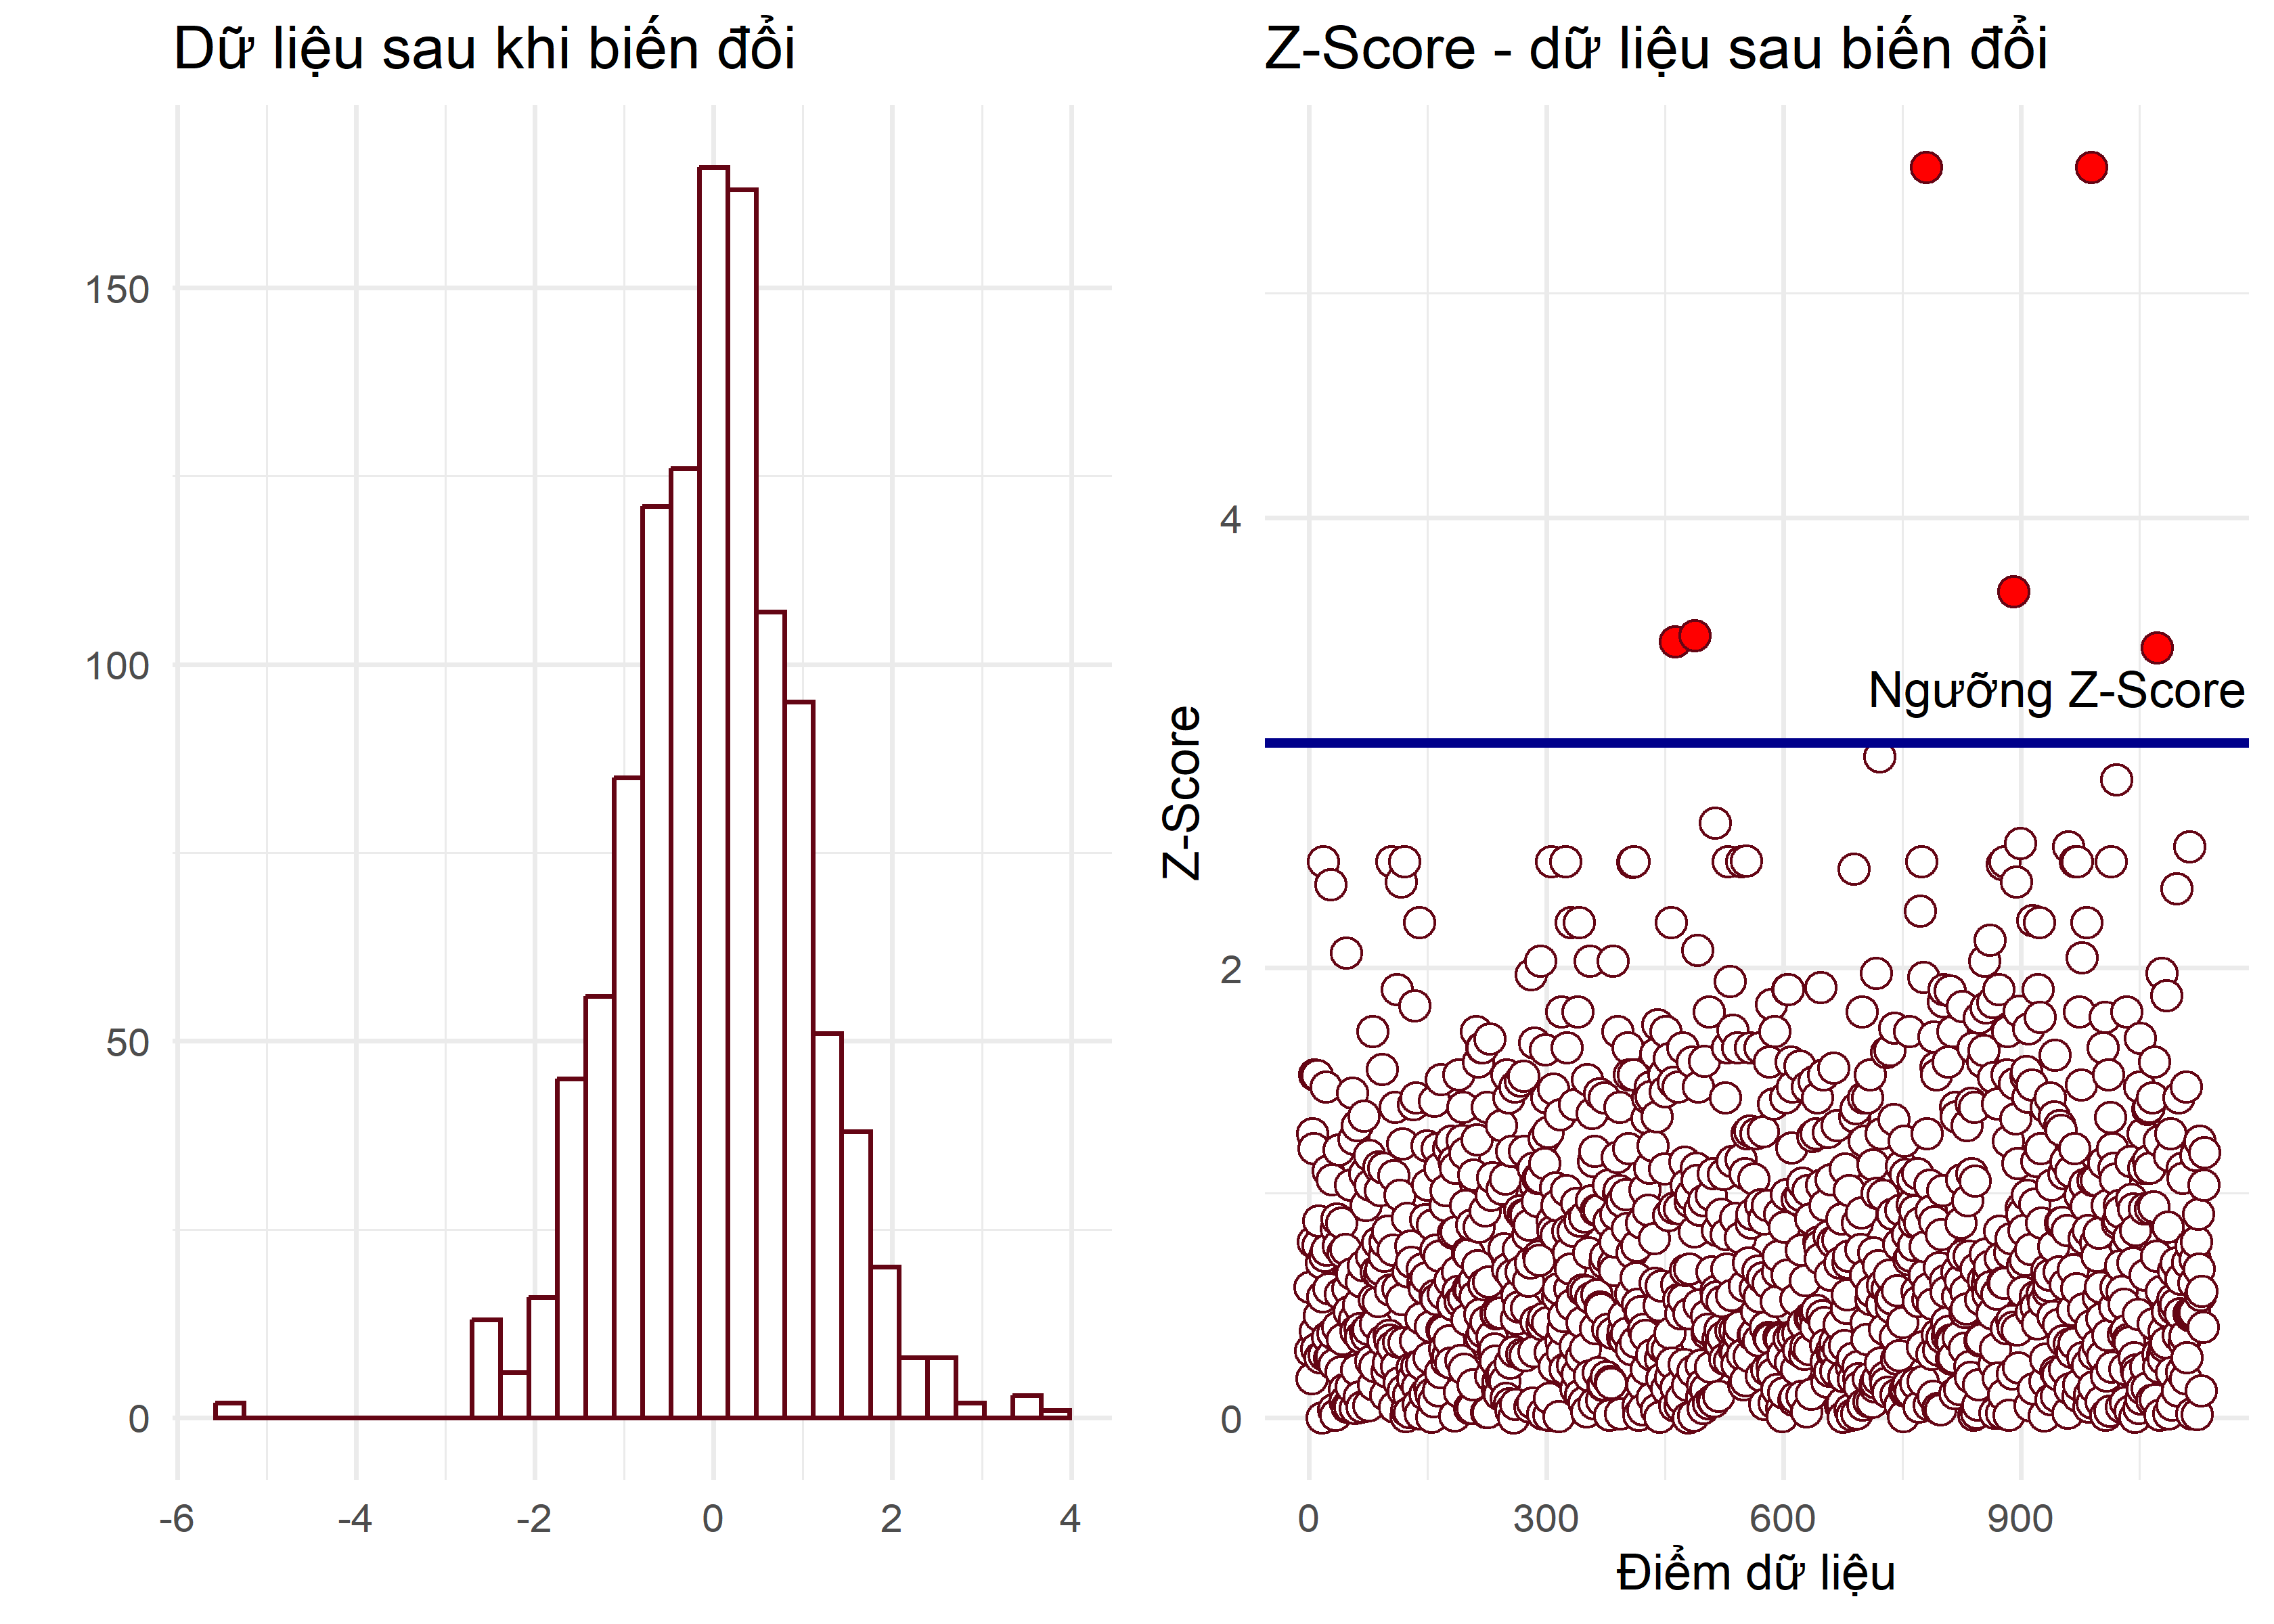 Dữ liệu sau khi biến đổi
150
100
50
0
-6 -4 -2 0 2 4
Z-Score - dữ liệu sau biến đổi
Z-Score
4
2
0
Ngưỡng Z-Score
0 300 600 900
Điểm dữ liệu